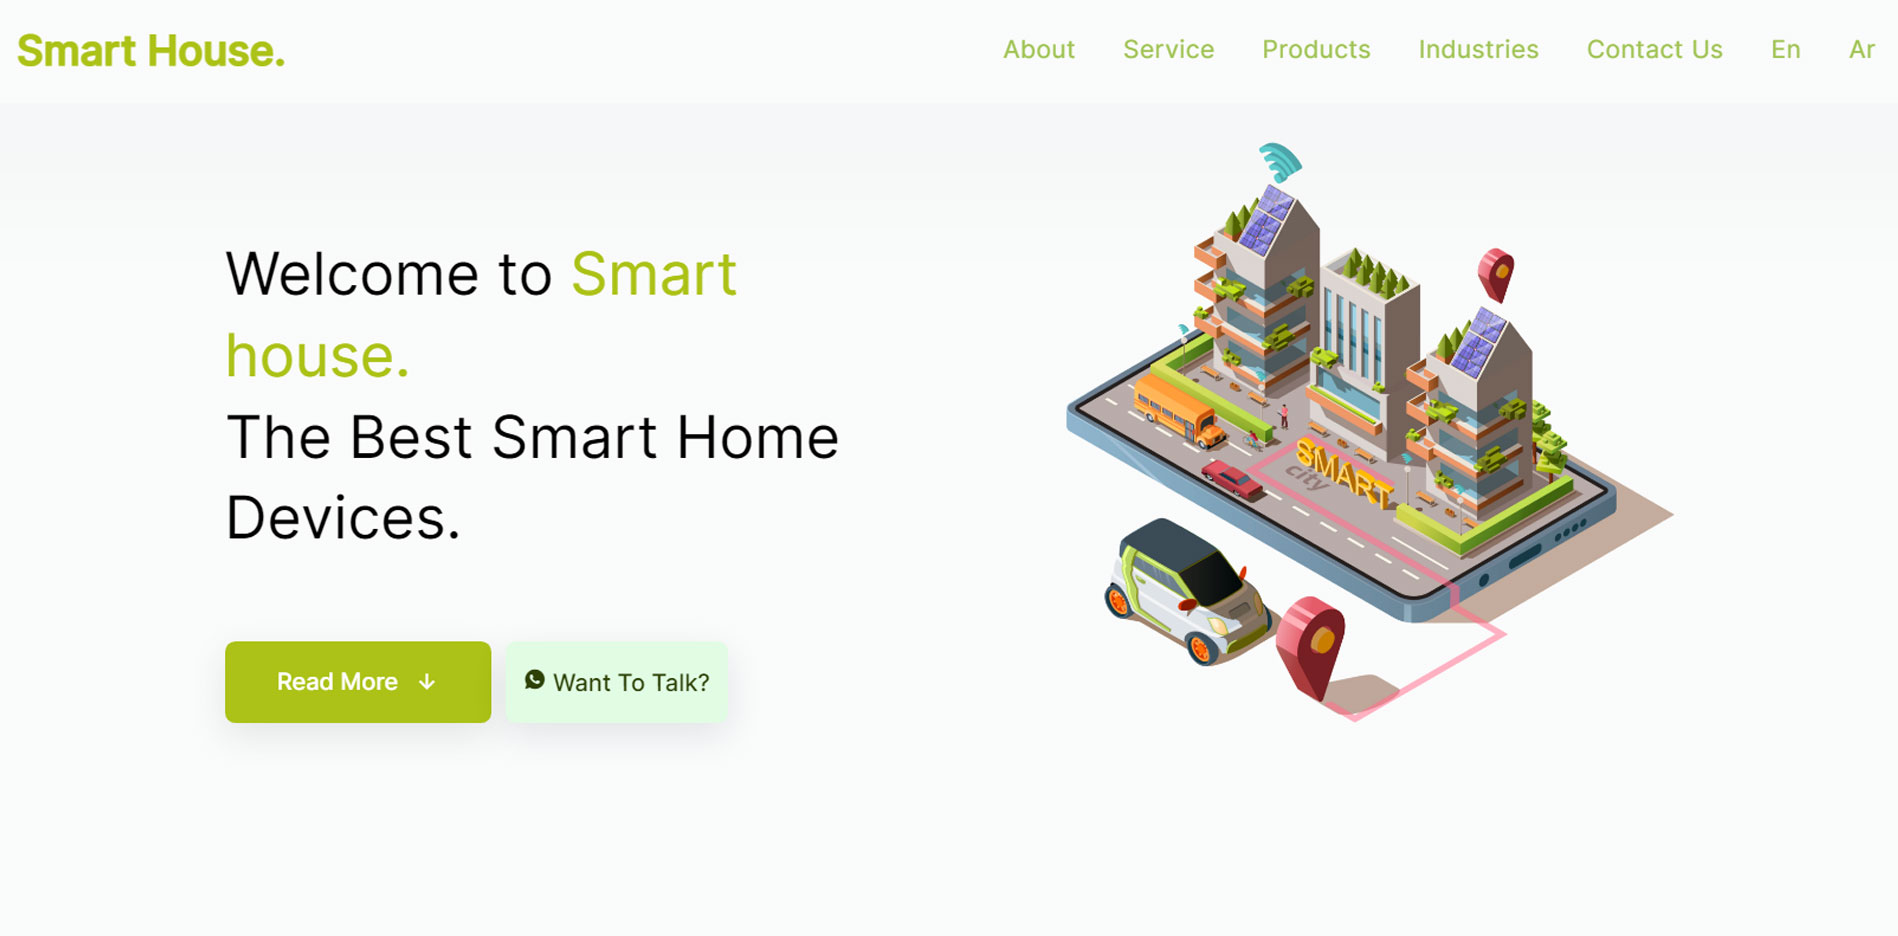 Smart House.
About Service Products Industries Contact Us En Ar
Welcome to Smart
house.
The Best Smart Home
Devices.
Read More
Want To Talk?
SMART
city